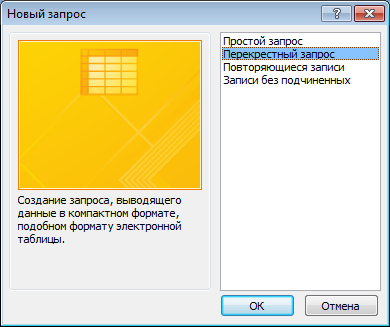 Новый запрос
Простой запрос
Перекрестный запрос
Повторяющиеся записи
Записи без подчиненных
Создание запроса, выводящего
данные в компактном формате,
подобном формату электронной
таблицы.
ОК
Отмена